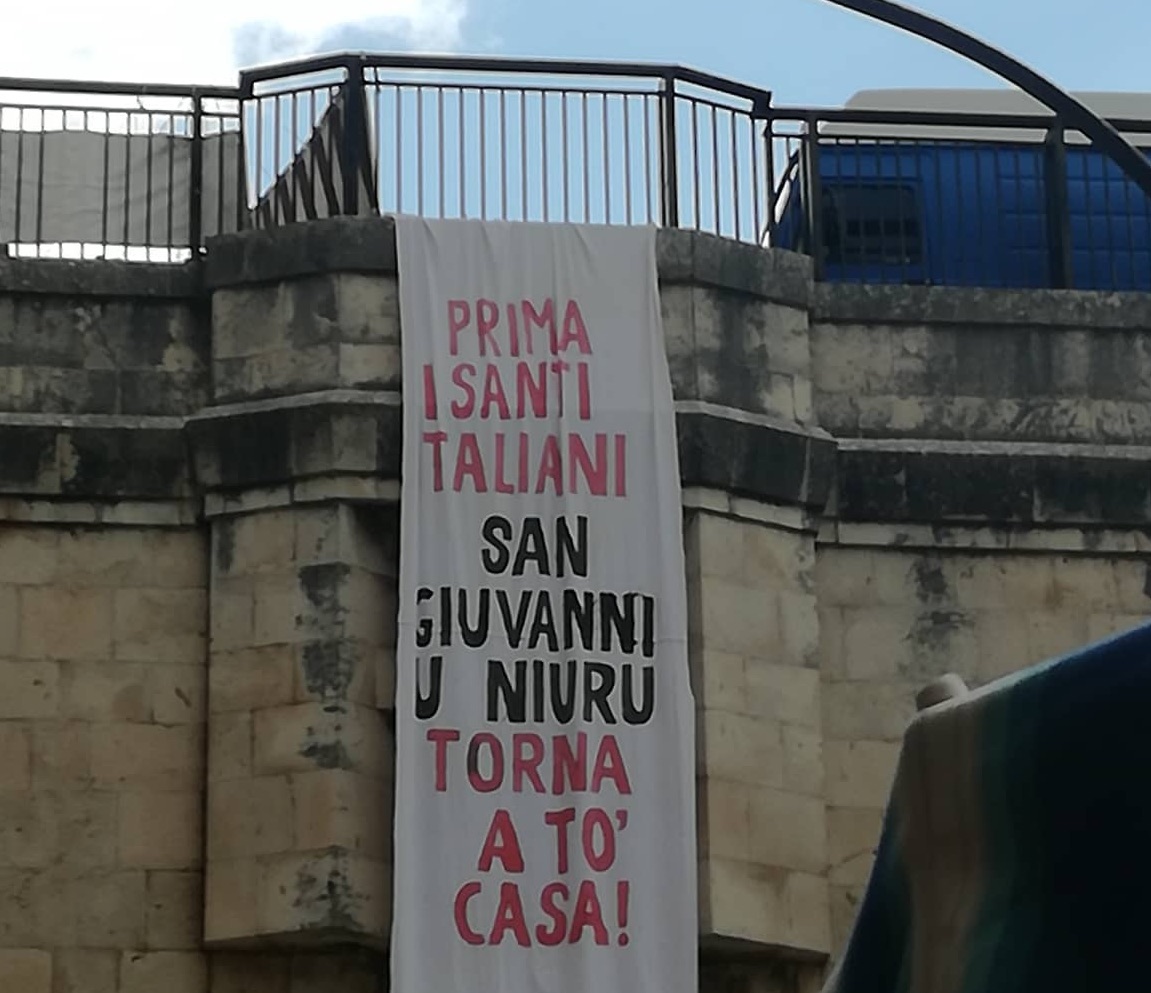 PRIMA
I SANTI
TALIANI
SAN
GIUVANNI
U NIURU
TORNA
A TO'
CASA!